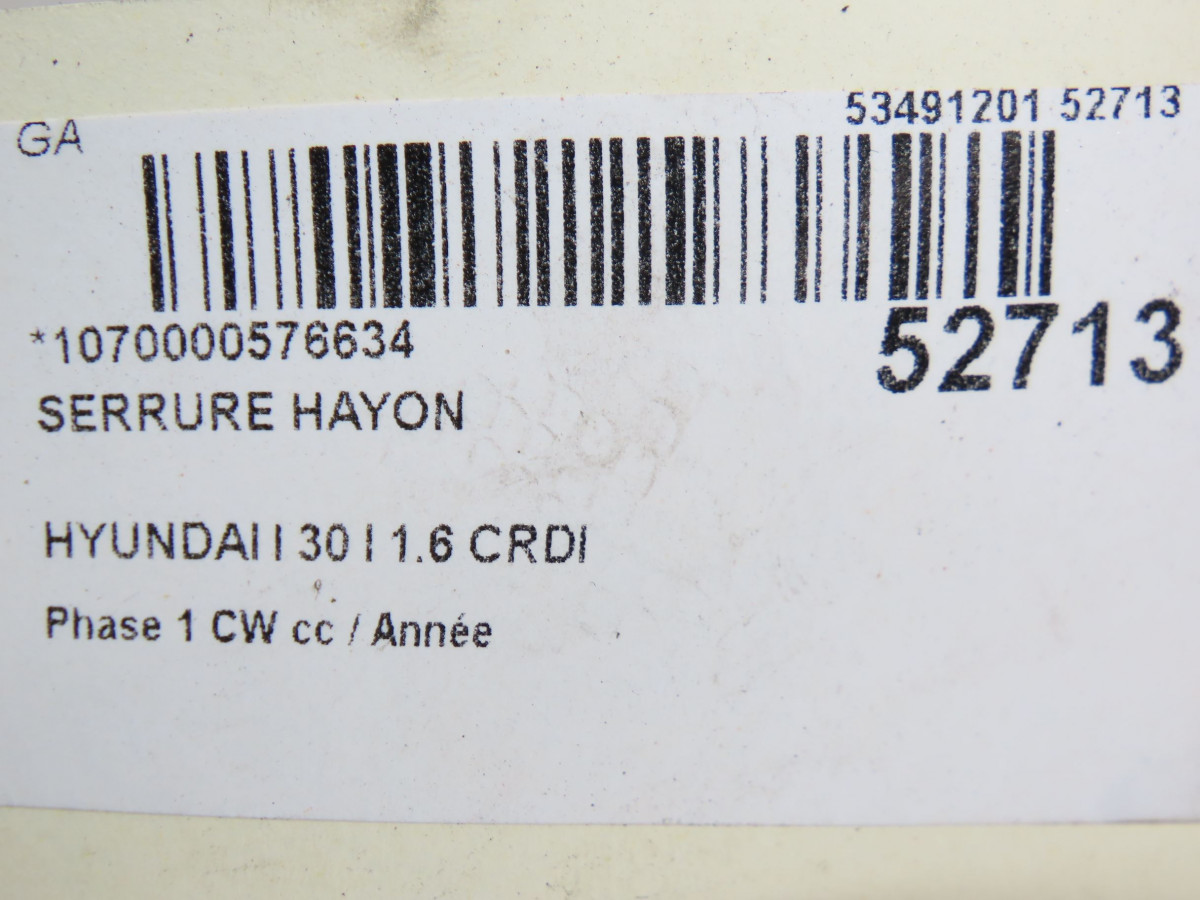 GA
53491201 52713
*1070000576634
52713
SERRURE HAYON
HYUNDAI I 30 I 1.6 CRDI
Phase 1 CW cc / Année